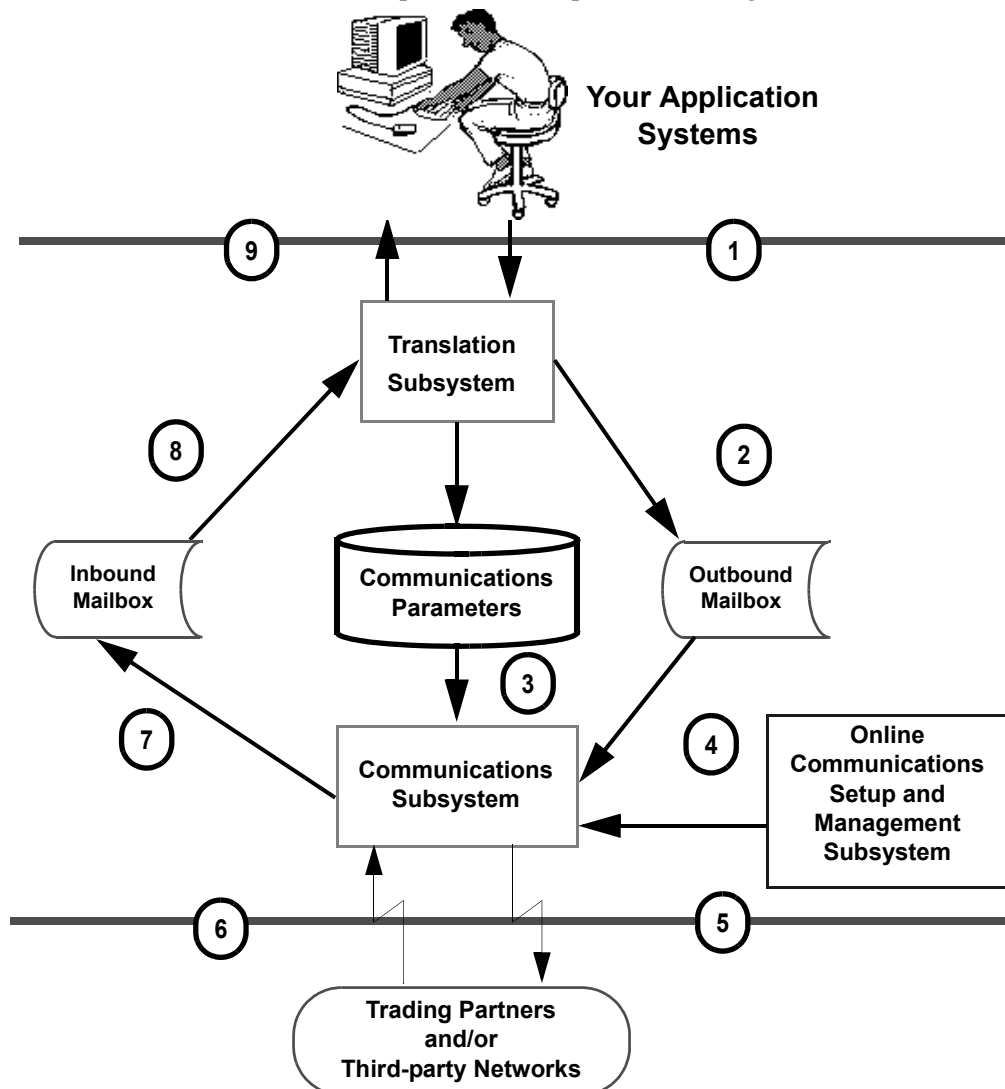 Your Application
Systems
9
1
Translation
Subsystem
8
2
Inbound
Mailbox
Communications
Parameters
Outbound
Mailbox
3
7
4
Communications
Subsystem
Online
Communications
Setup and
Management
Subsystem
6
5
Trading Partners
and/or
Third-party Networks